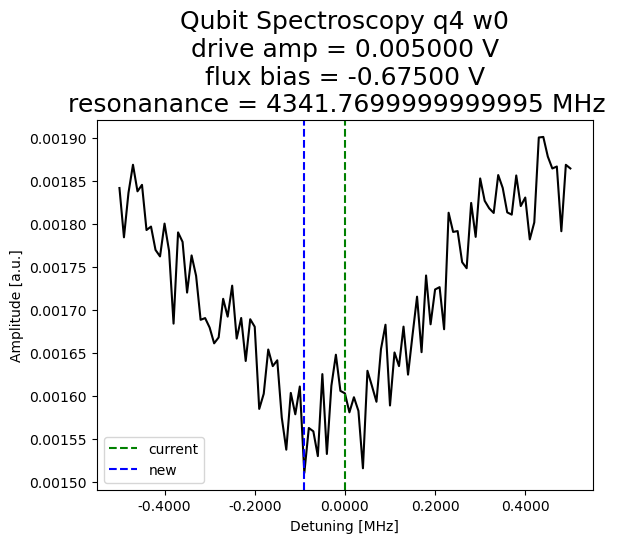 Qubit Spectroscopy q4 w0
drive amp = 0.005000 V
flux bias = -0.67500 V
resonanance = 4341.7699999999995 MHz
0.00190
0.00185
0.00180
0.00175
0.00170
0.00165
0.00160
0.00155
0.00150
Amplitude [a.u.]
current
new
-0.4000 -0.2000 0.0000 0.2000 0.4000
Detuning [MHz]